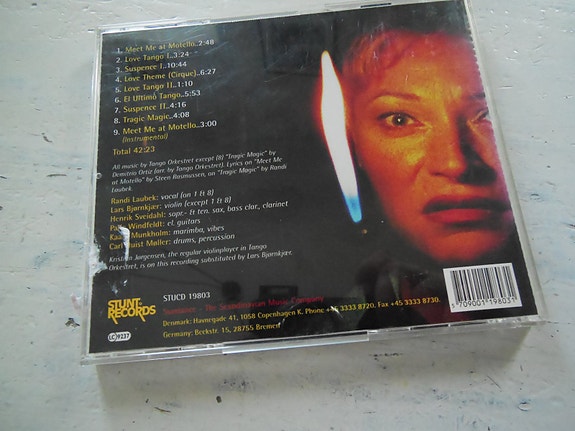 1. Meet Me at Motello..2:48
2. Love Tango I..3:24
3. Suspence I..10:44
4. Love Theme (Cirque)..6:27
5. Love Tango II..1:10
6. El Ultimo Tango..5:53
7. Suspence II..4:16
8. Tragic Magic..4:08
9. Meet Me at Motello..3:00
(Instrumental)
Total 42:23
All music by Tango Orkestret except (8) "Tragic Magic" by
Demitrio Ortiz (arr. by Tango Orkestret). Lyrics on "Meet Me
at Motello" by Steen Rasmussen, on "Tragic Magic" by Randi
Laubek.
Randi Laubek: vocal (on 1 & 8)
Lars Bjørnkjær: violin (except 1 & 8)
Henrik Sveidahl: sopr- & ten. sax, bass clar., clarinet
Windfeldt: el. guitars
Munkholm: marimba, vibes
Carl Quist Møller: drums, percussion
Kristian Jørgensen, the regular violinplayer in Tango
Orkestret, is on this recording substituted by Lars Bjørnkjær.
STUNT
RECORDS
LC 9237
STUCD 19803
Sundance - The Scandinavian Music Company
Denmark: Havnegade 41, 1058 Copenhagen K. Phone +45 3333 8720. Fax +45 3333 8730.
Germany: Beckstr. 15, 28755 Bremen
5 709001 198031